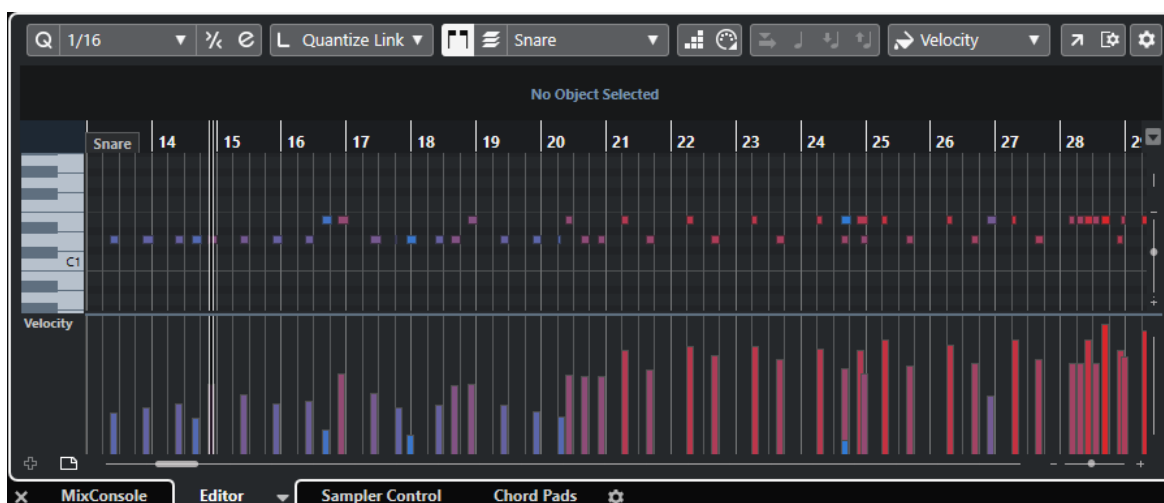 Q 1/16 L Quantize Link Snare Velocity
No Object Selected
Snare 14 15 16 17 18 19 20 21 22 23 24 25 26 27 28 2
C1
Velocity
MixConsole Editor Sampler Control Chord Pads